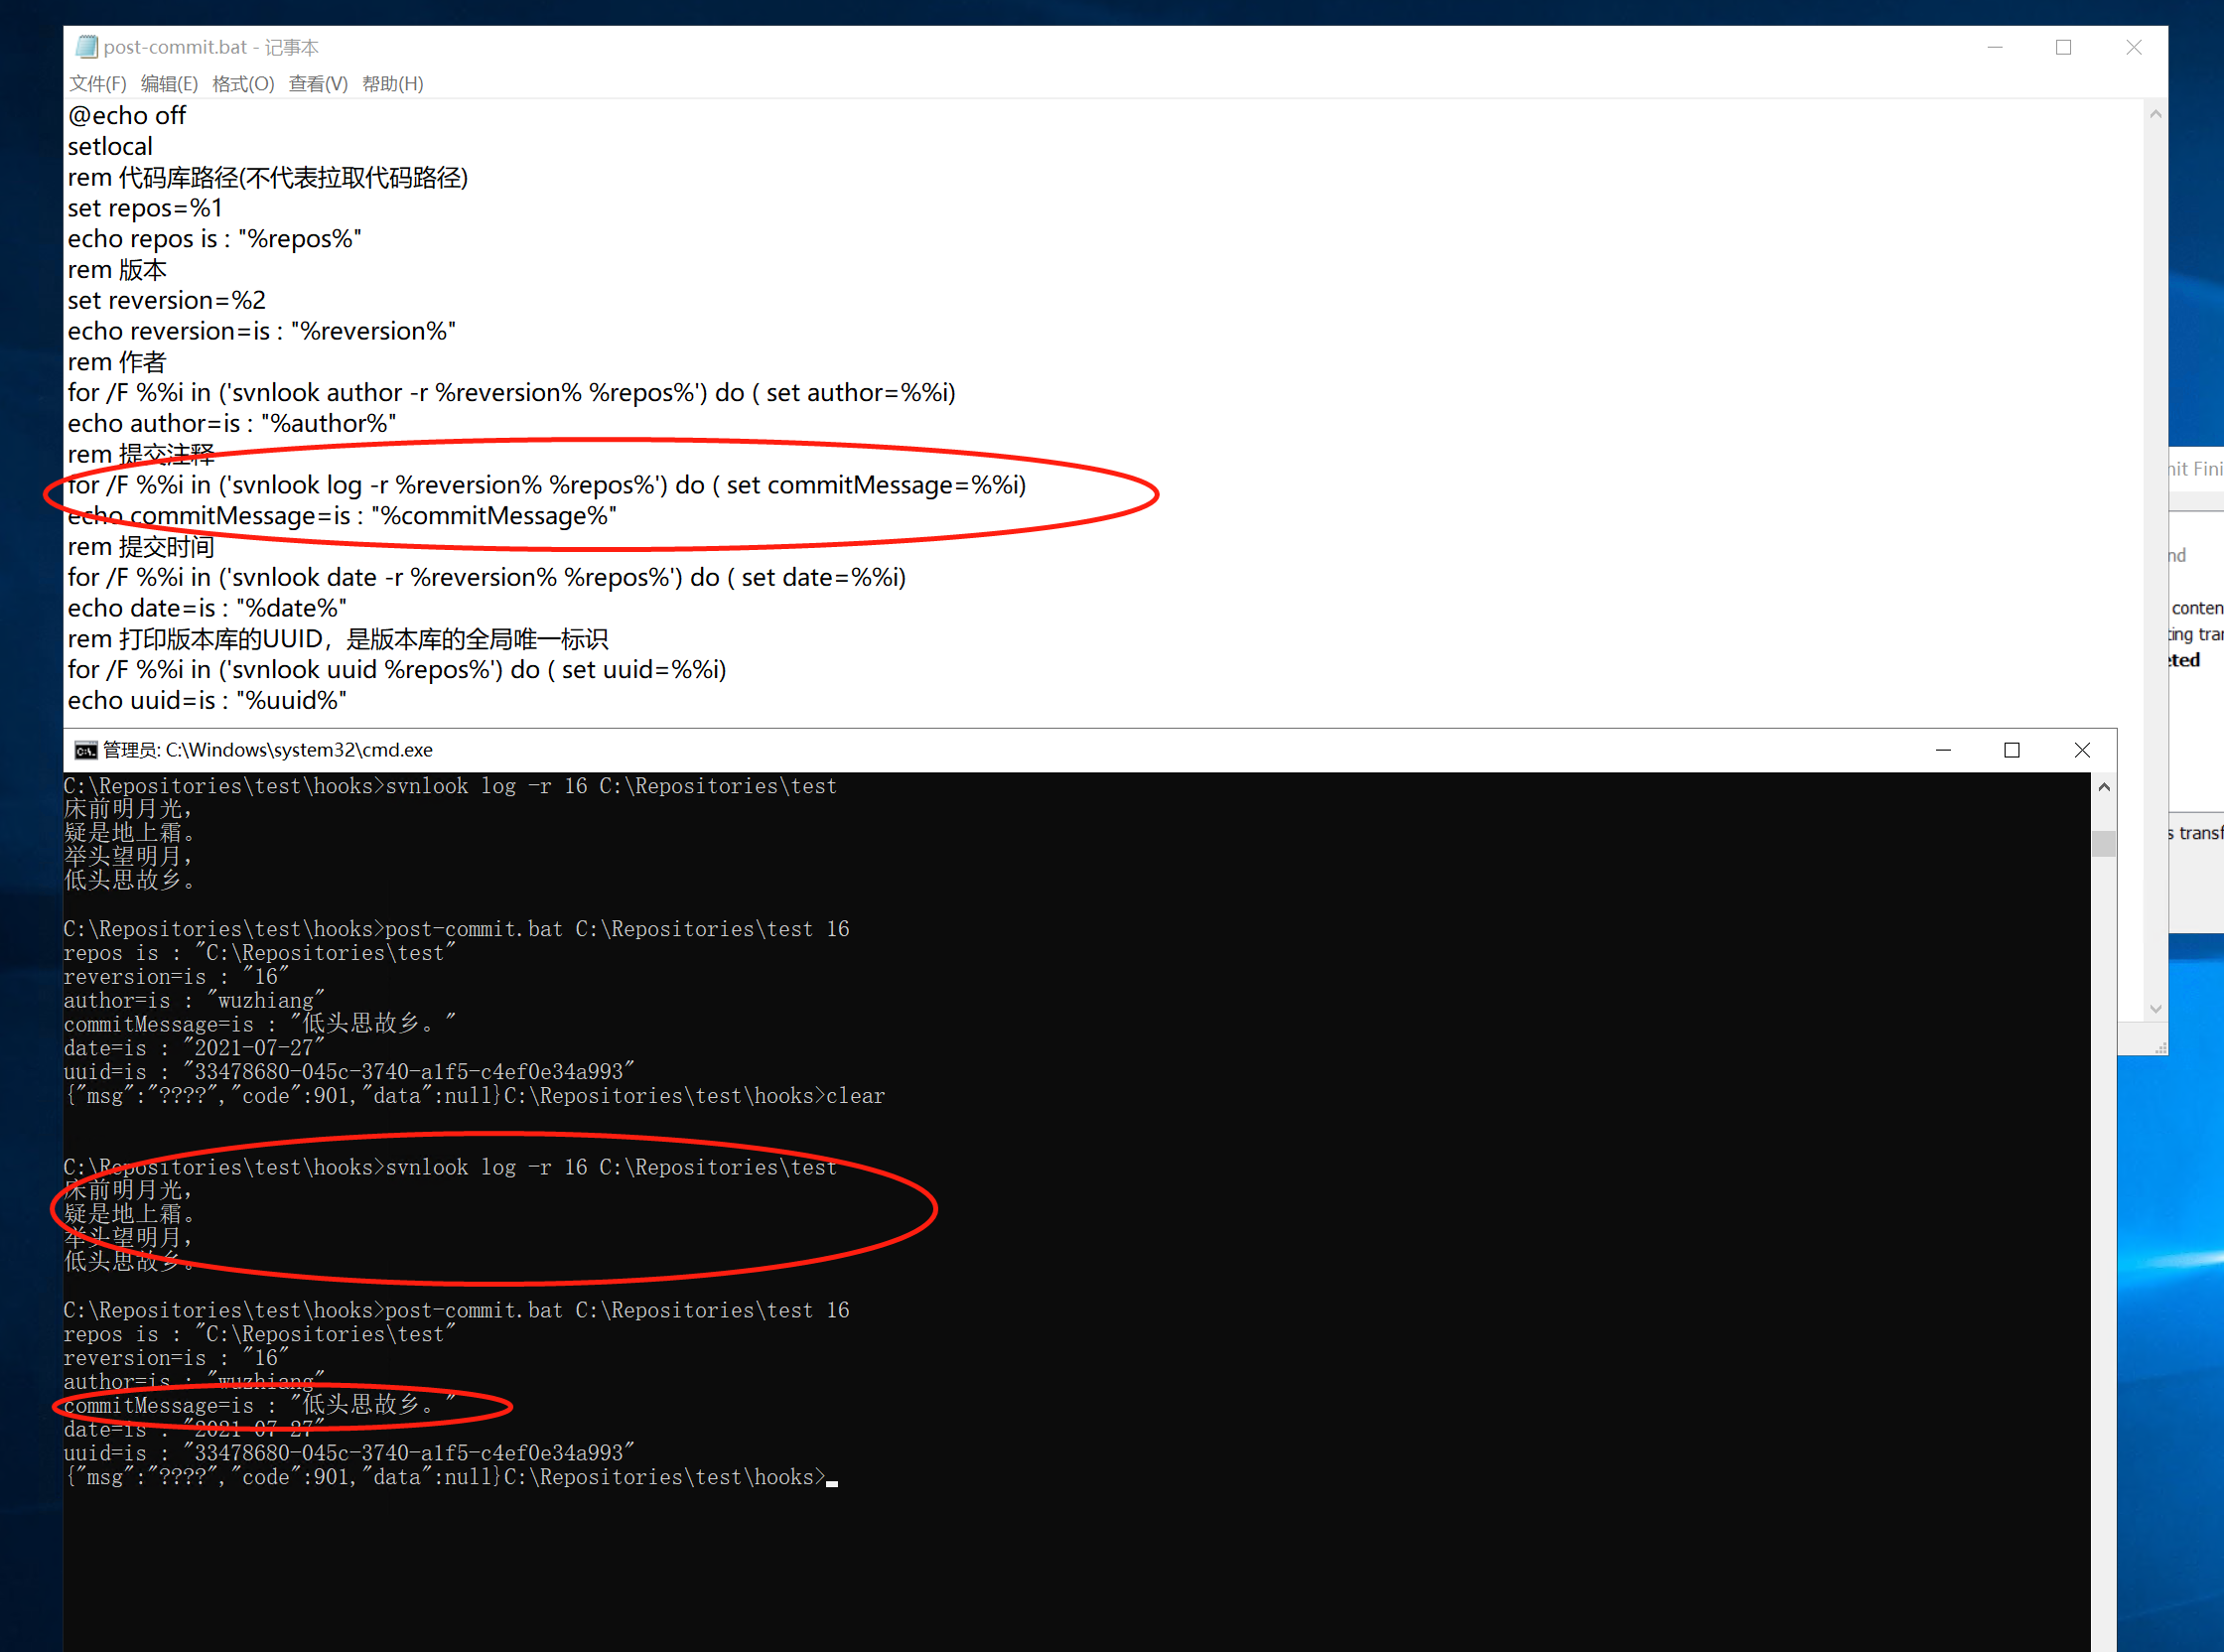 post-commit.bat - 记事本
文件(F) 编辑(E) 格式(O) 查看(V) 帮助(H)
@echo off
setlocal
rem 代码库路径(不代表拉取代码路径)
set repos=%1
echo repos is : "%repos%"
rem 版本
set reversion=%2
echo reversion=is : "%reversion%"
rem 作者
for /F %%i in ('svnlook author -r %reversion% %repos%') do ( set author=%%i)
echo author=is : "%author%"
rem 提交注释
for /F %%i in ('svnlook log -r %reversion% %repos%') do ( set commitMessage=%%i)
echo commitMessage=is : "%commitMessage%"
rem 提交时间
for /F %%i in ('svnlook date -r %reversion% %repos%') do ( set date=%%i)
echo date=is : "%date%"
rem 打印版本库的UUID，是版本库的全局唯一标识
for /F %%i in ('svnlook uuid %repos%') do ( set uuid=%%i)
echo uuid=is : "%uuid%"
管理员: C:\Windows\system32\cmd.exe
C:\Repositories\test\hooks>svnlook log -r 16 C:\Repositories\test
床前明月光，
疑是地上霜。
举头望明月，
低头思故乡。
C:\Repositories\test\hooks>post-commit.bat C:\Repositories\test 16
repos is : "C:\Repositories\test"
reversion=is : "16"
author=is : "wuzhiang"
commitMessage=is : "低头思故乡。"
date=is : "2021-07-27"
uuid=is : "33478680-045c-3740-a1f5-c4ef0e34a993"
{"msg":"????","code":901,"data":null}C:\Repositories\test\hooks>clear
C:\Repositories\test\hooks>svnlook log -r 16 C:\Repositories\test
床前明月光，
疑是地上霜。
举头望明月，
低头思故乡。
C:\Repositories\test\hooks>post-commit.bat C:\Repositories\test 16
repos is : "C:\Repositories\test"
reversion=is : "16"
author=is : "wuzhiang"
commitMessage=is : "低头思故乡。"
date=is : "2021-07-27"
uuid=is : "33478680-045c-3740-a1f5-c4ef0e34a993"
{"msg":"????","code":901,"data":null}C:\Repositories\test\hooks>